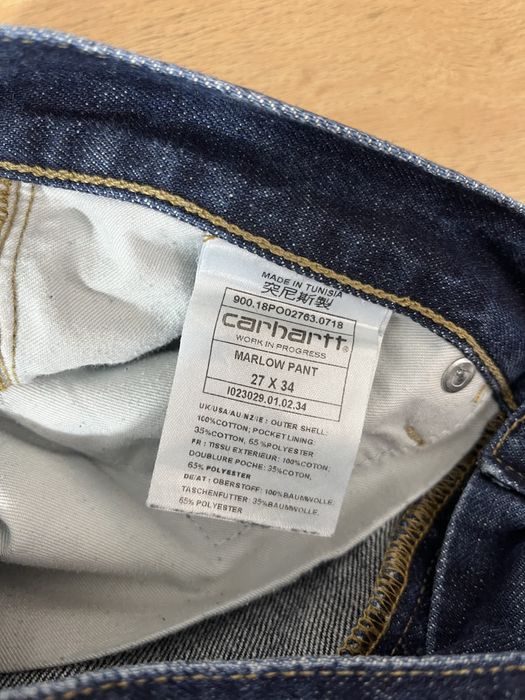 MADE IN TUNISIA
突尼斯製
900.18PO02763.0718
carhartt®
WORK IN PROGRESS
MARLOW PANT
27 X 34
I023029.01.02.34
UK/USA/AU/NZ/IE: OUTER SHELL:
100%COTTON; POCKET LINING:
35%COTTON, 65%POLYESTER
FR : TISSU EXTERIEUR: 100%COTON;
DOUBLURE POCHE: 35%COTON,
65% POLYESTER
DE/AT: OBERSTOFF: 100%BAUMWOLLE,
TASCHENFUTTER: 35%BAUMWOLLE,
65% POLYESTER